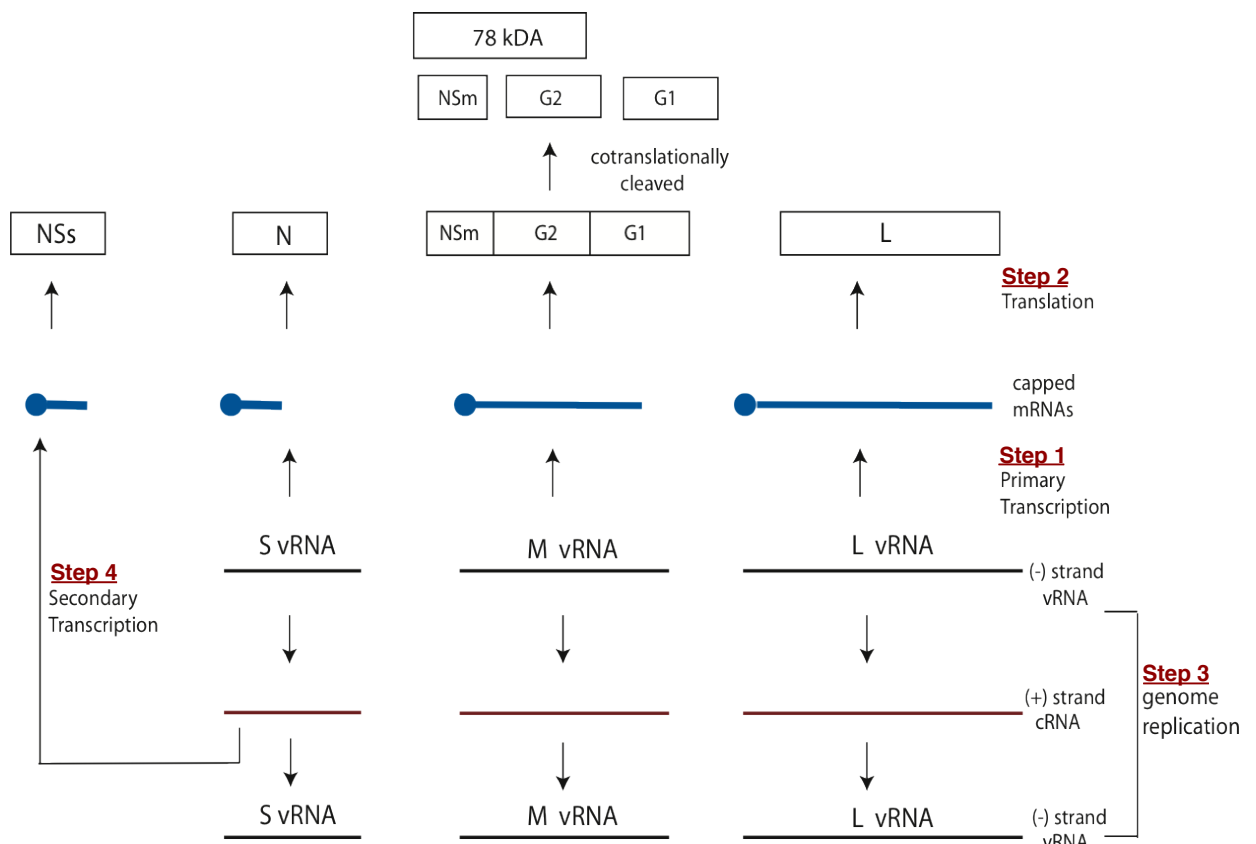 78 kDA
NSm
G2
G1
cotranslationally
cleaved
NSs
N
NSm
G2
G1
L
Step 2
Translation
capped
mRNAs
Step 1
Primary
Transcription
S vRNA
M vRNA
L vRNA
(-) strand
vRNA
Step 4
Secondary
Transcription
Step 3
genome
replication
(+) strand
cRNA
S vRNA
M vRNA
L vRNA
(-) strand
vRNA